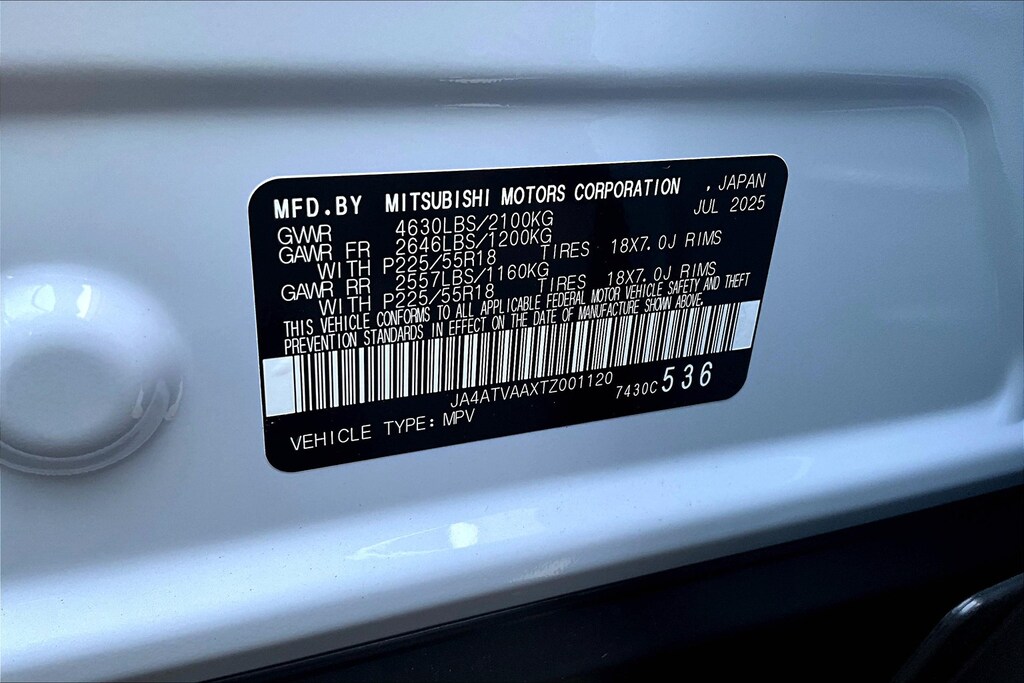 MFD.BY MITSUBISHI MOTORS CORPORATION , JAPAN
JUL 2025
GVWR 4630LBS/2100KG
GAWR FR 2646LBS/1200KG
WITH P225/55R18 TIRES 18X7.0J RIMS
GAWR RR 2557LBS/1160KG
WITH P225/55R18 TIRES 18X7.0J RIMS
THIS VEHICLE CONFORMS TO ALL APPLICABLE FEDERAL MOTOR VEHICLE SAFETY AND THEFT
PREVENTION STANDARDS IN EFFECT ON THE DATE OF MANUFACTURE SHOWN ABOVE.
JA4ATVAAXTZ001120
7430C 536
VEHICLE TYPE: MPV